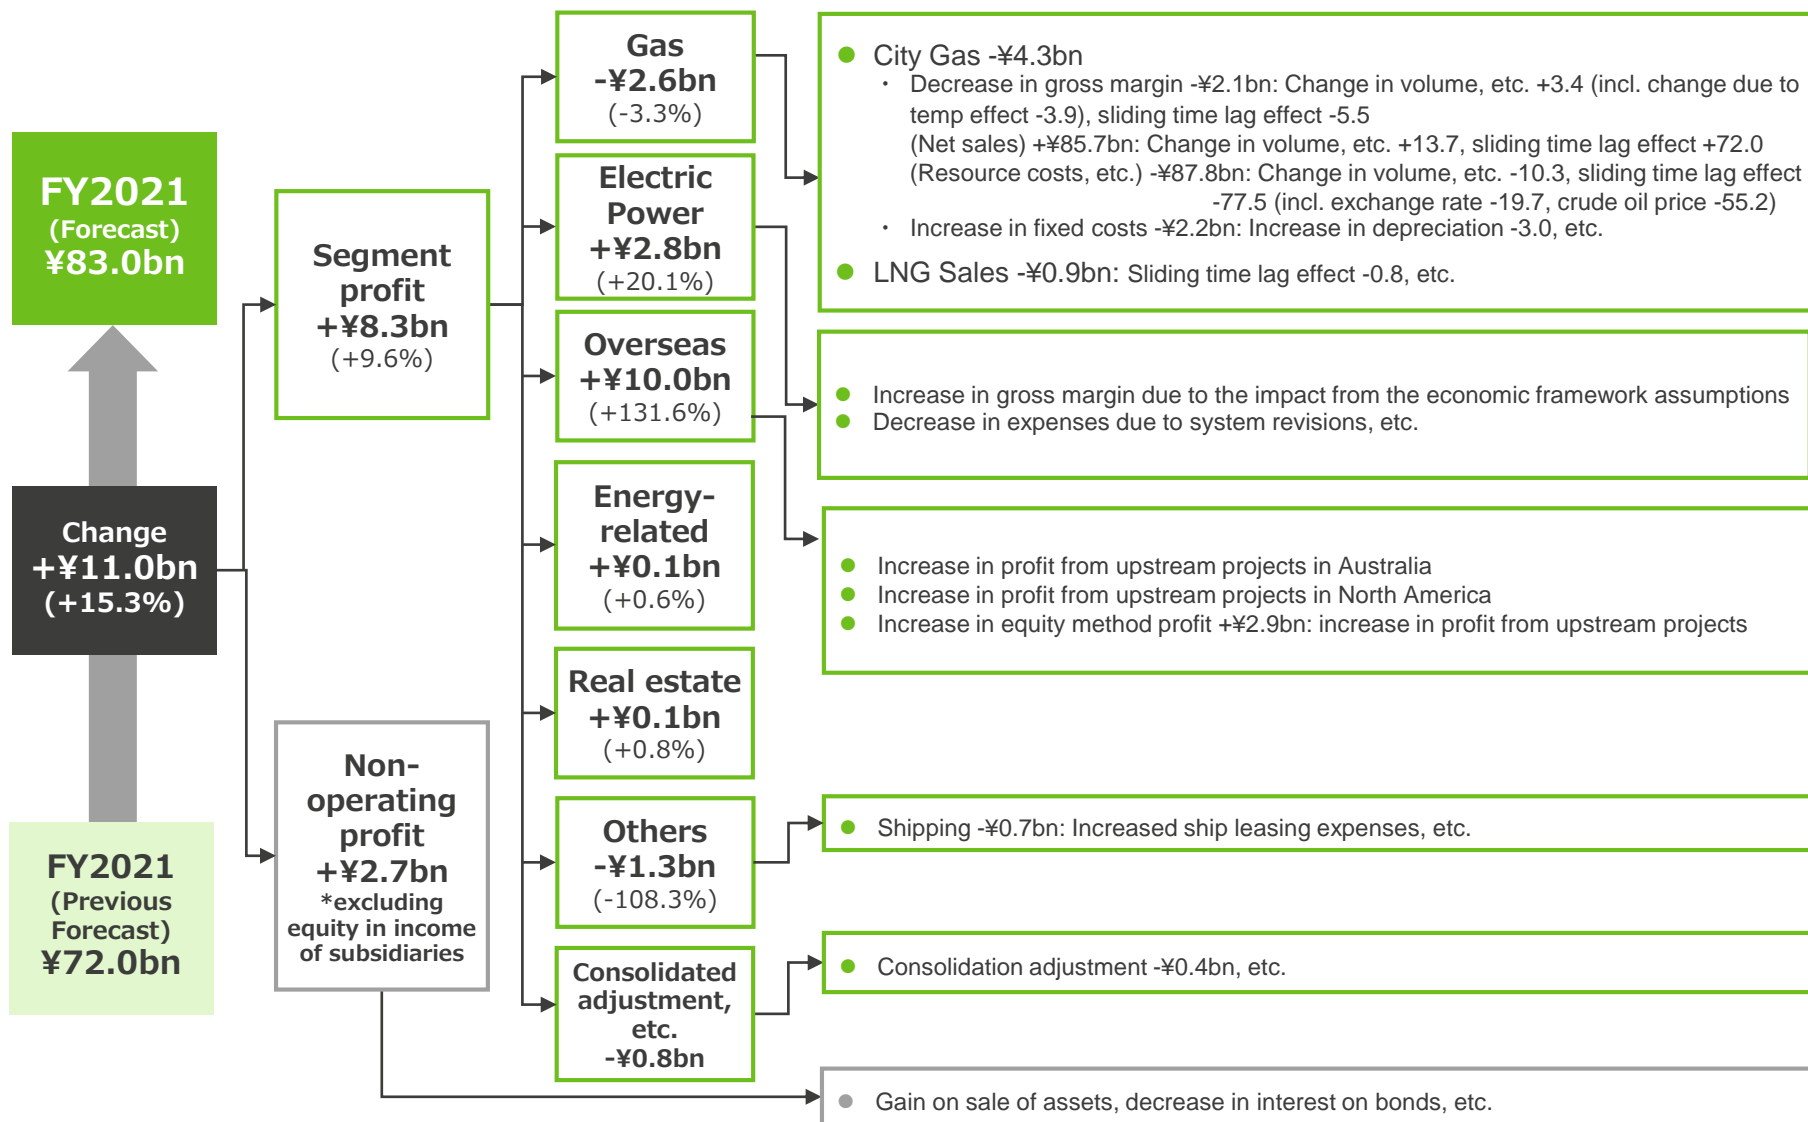 FY2021
(Forecast)
¥83.0bn
Change
+¥11.0bn
(+15.3%)
FY2021
(Previous
Forecast)
¥72.0bn
Segment
profit
+¥8.3bn
(+9.6%)
Non-
operating
profit
+¥2.7bn
*excluding
equity in income
of subsidiaries
Gas
-¥2.6bn
(-3.3%)
Electric
Power
+¥2.8bn
(+20.1%)
Overseas
+¥10.0bn
(+131.6%)
Energy-
related
+¥0.1bn
(+0.6%)
Real estate
+¥0.1bn
(+0.8%)
Others
-¥1.3bn
(-108.3%)
Consolidated
adjustment,
etc.
-¥0.8bn
● City Gas -¥4.3bn
・ Decrease in gross margin -¥2.1bn: Change in volume, etc. +3.4 (incl. change due to
temp effect -3.9), sliding time lag effect -5.5
(Net sales) +¥85.7bn: Change in volume, etc. +13.7, sliding time lag effect +72.0
(Resource costs, etc.) -¥87.8bn: Change in volume, etc. -10.3, sliding time lag effect
-77.5 (incl. exchange rate -19.7, crude oil price -55.2)
・ Increase in fixed costs -¥2.2bn: Increase in depreciation -3.0, etc.
● LNG Sales -¥0.9bn: Sliding time lag effect -0.8, etc.
● Increase in gross margin due to the impact from the economic framework assumptions
● Decrease in expenses due to system revisions, etc.
● Increase in profit from upstream projects in Australia
● Increase in profit from upstream projects in North America
● Increase in equity method profit +¥2.9bn: increase in profit from upstream projects
● Shipping -¥0.7bn: Increased ship leasing expenses, etc.
● Consolidation adjustment -¥0.4bn, etc.
● Gain on sale of assets, decrease in interest on bonds, etc.